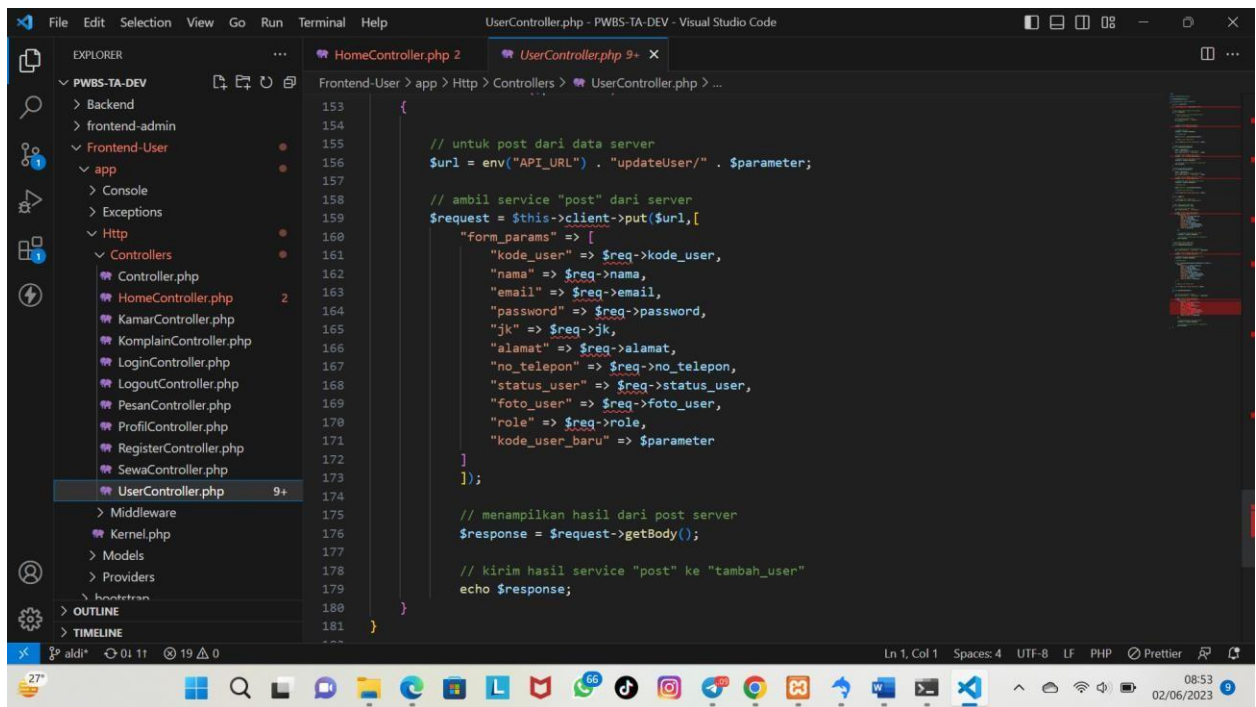 File Edit Selection View Go Run Terminal Help
UserController.php - PWBS-TA-DEV - Visual Studio Code
EXPLORER
PWBS-TA-DEV
Backend
frontend-admin
Frontend-User
app
Console
Exceptions
Http
Controllers
Controller.php
HomeController.php 2
KamarController.php
KomplainController.php
LoginController.php
LogoutController.php
PesanController.php
ProfilController.php
RegisterController.php
SewaController.php
UserController.php 9+
Middleware
Kernel.php
Models
Providers
bootstrap
OUTLINE
TIMELINE
1
1
HomeController.php 2 UserController.php 9+
Frontend-User > app > Http > Controllers > UserController.php > ...
153 {
154
155 // untuk post dari data server
156 $url = env("API_URL") . "updateUser/" . $parameter;
157
158 // ambil service "post" dari server
159 $request = $this->client->put($url,[
160 "form_params" => [
161 "kode_user" => $req->kode_user,
162 "nama" => $req->nama,
163 "email" => $req->email,
164 "password" => $req->password,
165 "jk" => $req->jk,
166 "alamat" => $req->alamat,
167 "no_telepon" => $req->no_telepon,
168 "status_user" => $req->status_user,
169 "foto_user" => $req->foto_user,
170 "role" => $req->role,
171 "kode_user_baru" => $parameter
172 ]
173 ]);
174
175 // menampilkan hasil dari post server
176 $response = $request->getBody();
177
178 // kirim hasil service "post" ke "tambah_user"
179 echo $response;
180 }
181 }
aldi* 0↓ 1↑ 19 0
Ln 1, Col 1 Spaces: 4 UTF-8 LF PHP Prettier
27°
66
08:53
02/06/2023
9